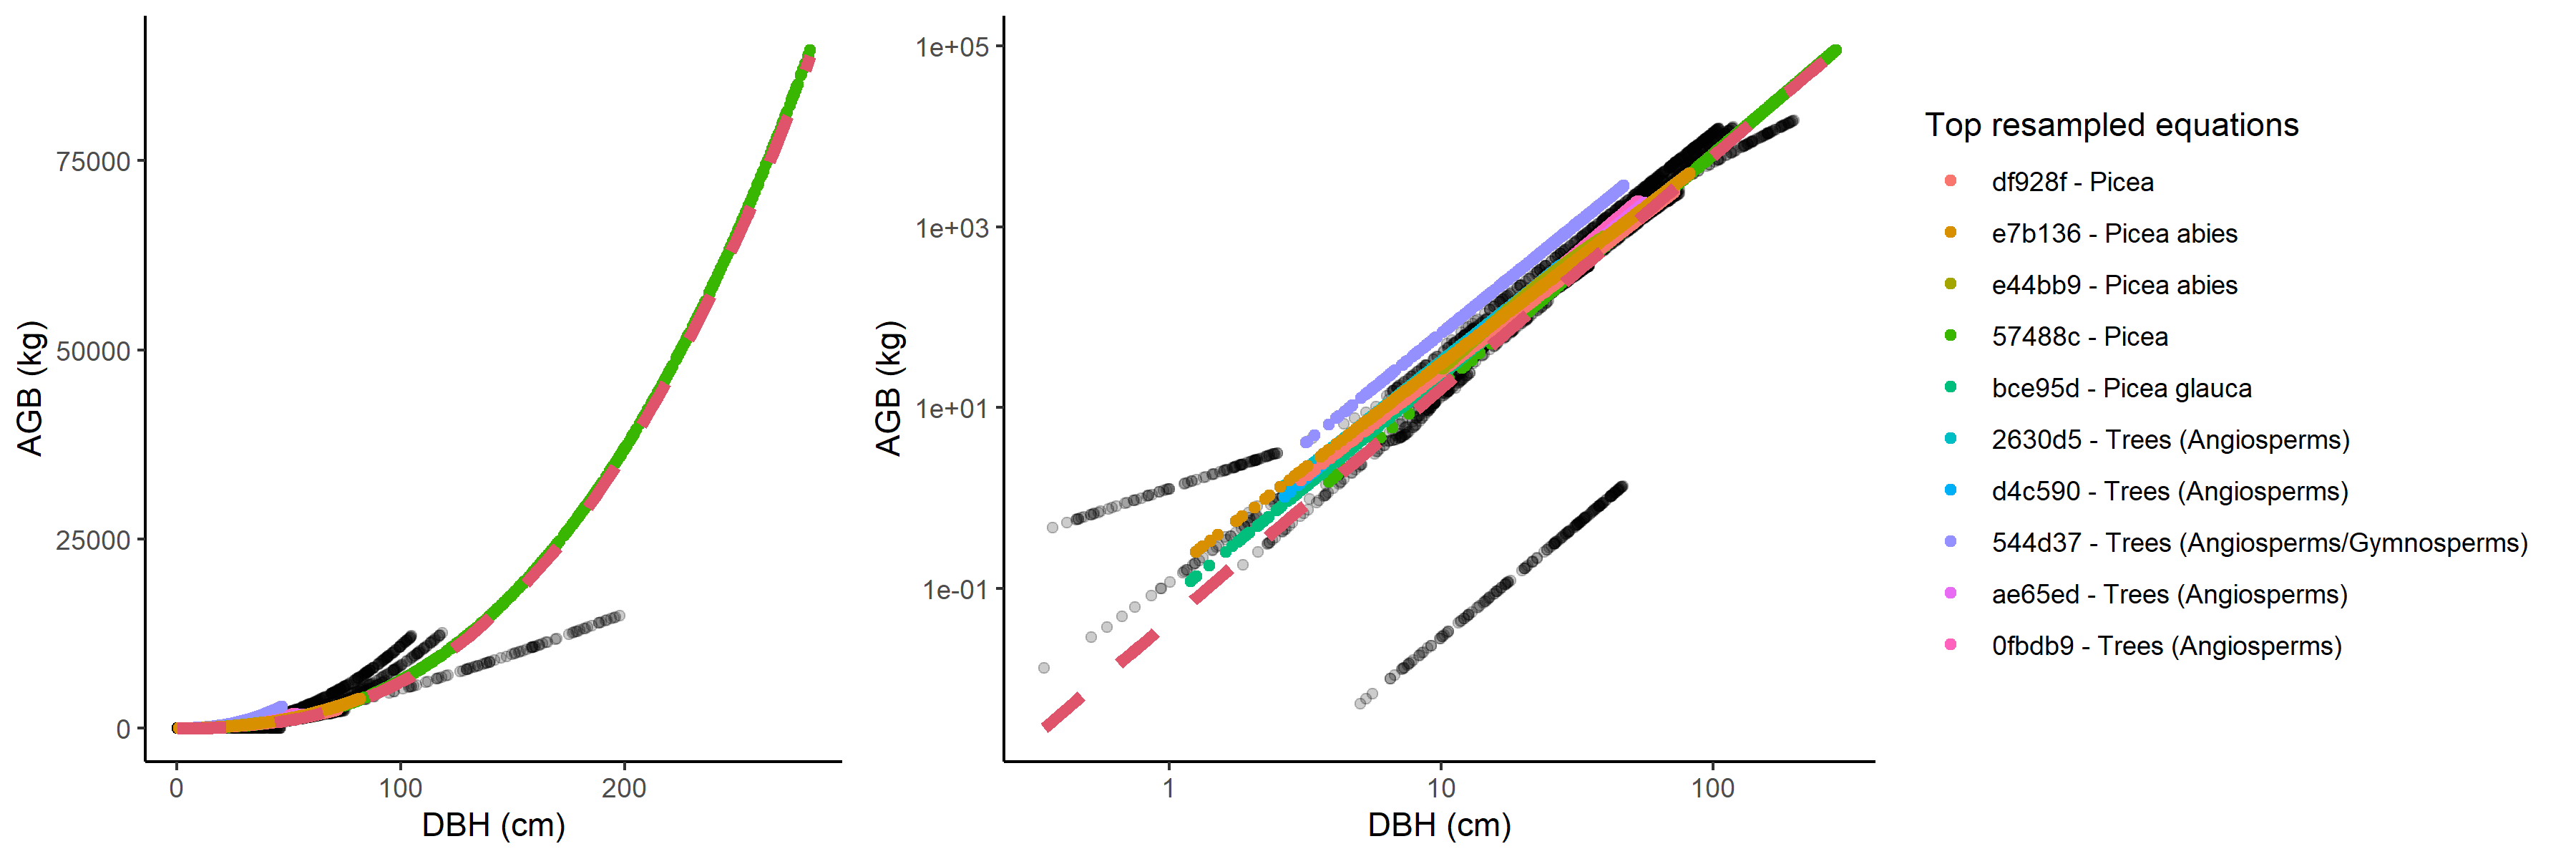 AGB (kg)
75000
50000
25000
0
0
100
200
DBH (cm)
AGB (kg)
1e+05
1e+03
1e+01
1e-01
1
10
100
DBH (cm)
Top resampled equations
df928f - Picea
e7b136 - Picea abies
e44bb9 - Picea abies
57488c - Picea
bce95d - Picea glauca
2630d5 - Trees (Angiosperms)
d4c590 - Trees (Angiosperms)
544d37 - Trees (Angiosperms/Gymnosperms)
ae65ed - Trees (Angiosperms)
0fbdb9 - Trees (Angiosperms)